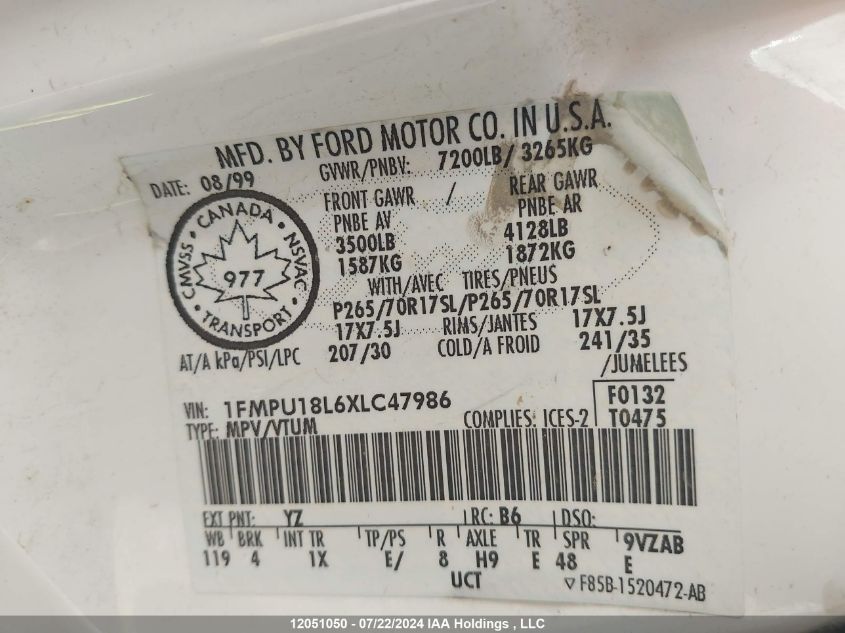 MFD. BY FORD MOTOR CO. IN U.S.A.
DATE: 08/99 GVWR/PNBV: 7200LB/ 3265KG
FRONT GAWR / REAR GAWR
PNBE AV PNBE AR
3500LB 4128LB
1587KG 1872KG
CANADA
CMVSS • NSVAC
977
TRANSPORT
WITH/AVEC TIRES/PNEUS
P265/70R17SL/P265/70R17SL
17X7.5J RIMS/JANTES 17X7.5J
AT/A kPa/PSI/LPC 207/30 COLD/A FROID 241/35
/JUMELEES
VIN: 1FMPU18L6XLC47986 F0132
TYPE: MPV/VTUM COMPLIES: ICES-2 T0475
EXT PNT: YZ RC: B6 DSO:
WB BRK INT TR TP/PS R AXLE TR SPR 9VZAB
119 4 1X E/ 8 H9 E 48 E
UCT ▽ F85B-1520472-AB
12051050 - 07/22/2024 IAA Holdings, LLC